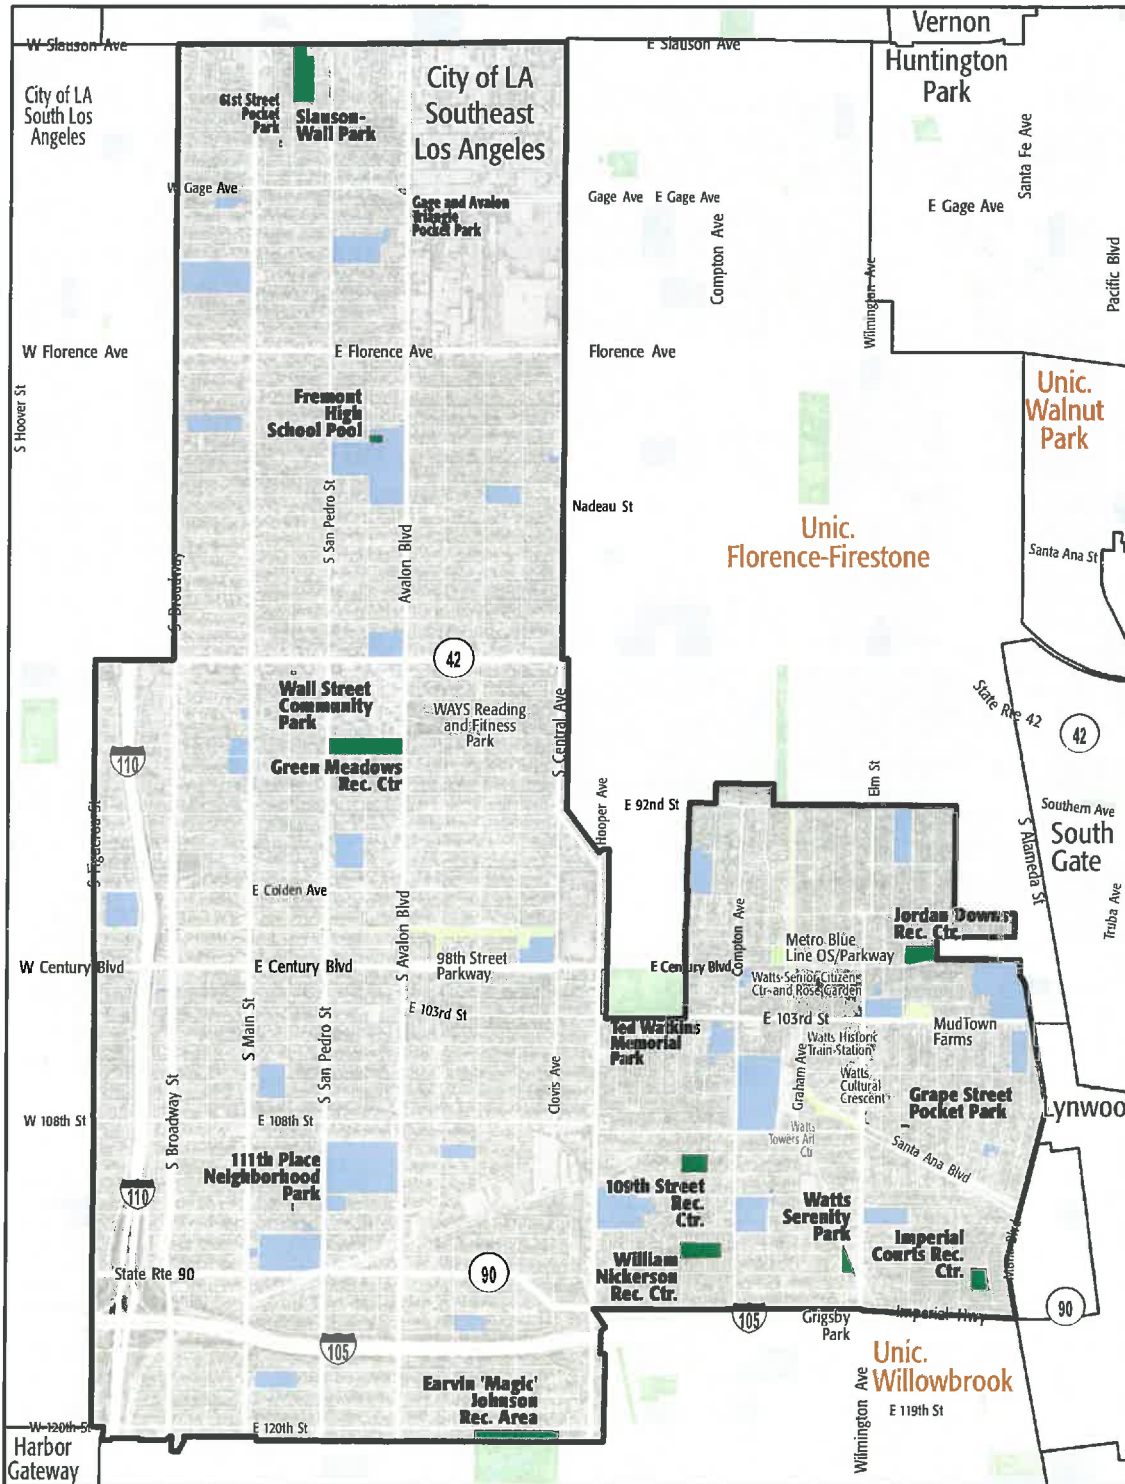 Vernon
W Slauson Ave
E Slauson Ave
Huntington
Park
City of LA
South Los
Angeles
City of LA
Southeast
Los Angeles
61st Street
Pocket
Park
Slauson-
Wall Park
Santa Fe Ave
W Gage Ave
Gage and Avalon
Triangle
Pocket Park
Gage Ave
E Gage Ave
E Gage Ave
Compton Ave
Wilmington Ave
Pacific Blvd
W Florence Ave
E Florence Ave
Florence Ave
S Hoover St
Fremont
High
School Pool
Unic.
Walnut
Park
S San Pedro St
Avalon Blvd
Nadeau St
Unic.
Florence-Firestone
Santa Ana St
S Broadway
42
Wall Street
Community
Park
WAYS Reading
and Fitness
Park
S Central Ave
State Rte 42
42
110
Green Meadows
Rec. Ctr
Elm St
Hooper Ave
E 92nd St
Southern Ave
S Alameda St
South
Gate
S Figueroa St
E Colden Ave
S Avalon Blvd
Compton Ave
Jordan Downs
Rec. Ctr.
Truba Ave
W Century Blvd
E Century Blvd
98th Street
Parkway
E Century Blvd
Metro Blue
Line OS/Parkway
Watts Senior Citizen
Ctr and Rose Garden
E 103rd St
S Main St
S San Pedro St
Ted Watkins
Memorial
Park
E 103rd St
MudTown
Farms
Watts Historic
Train Station
Watts
Cultural
Crescent
Clovis Ave
Graham Ave
Grape Street
Pocket Park
Lynwoo
W 108th St
E 108th St
S Broadway St
Watts
Towers Art
Ctr
Santa Ana Blvd
111th Place
Neighborhood
Park
110
109th Street
Rec.
Ctr.
Watts
Serenity
Park
Imperial
Courts Rec.
Ctr.
Mona Blvd
William
Nickerson
Rec. Ctr.
State Rte 90
90
90
105
Grigsby
Park
Imperial Hwy
105
Unic.
Willowbrook
Earvin 'Magic'
Johnson
Rec. Area
Wilmington Ave
E 119th St
W 120th St
E 120th St
Harbor
Gateway